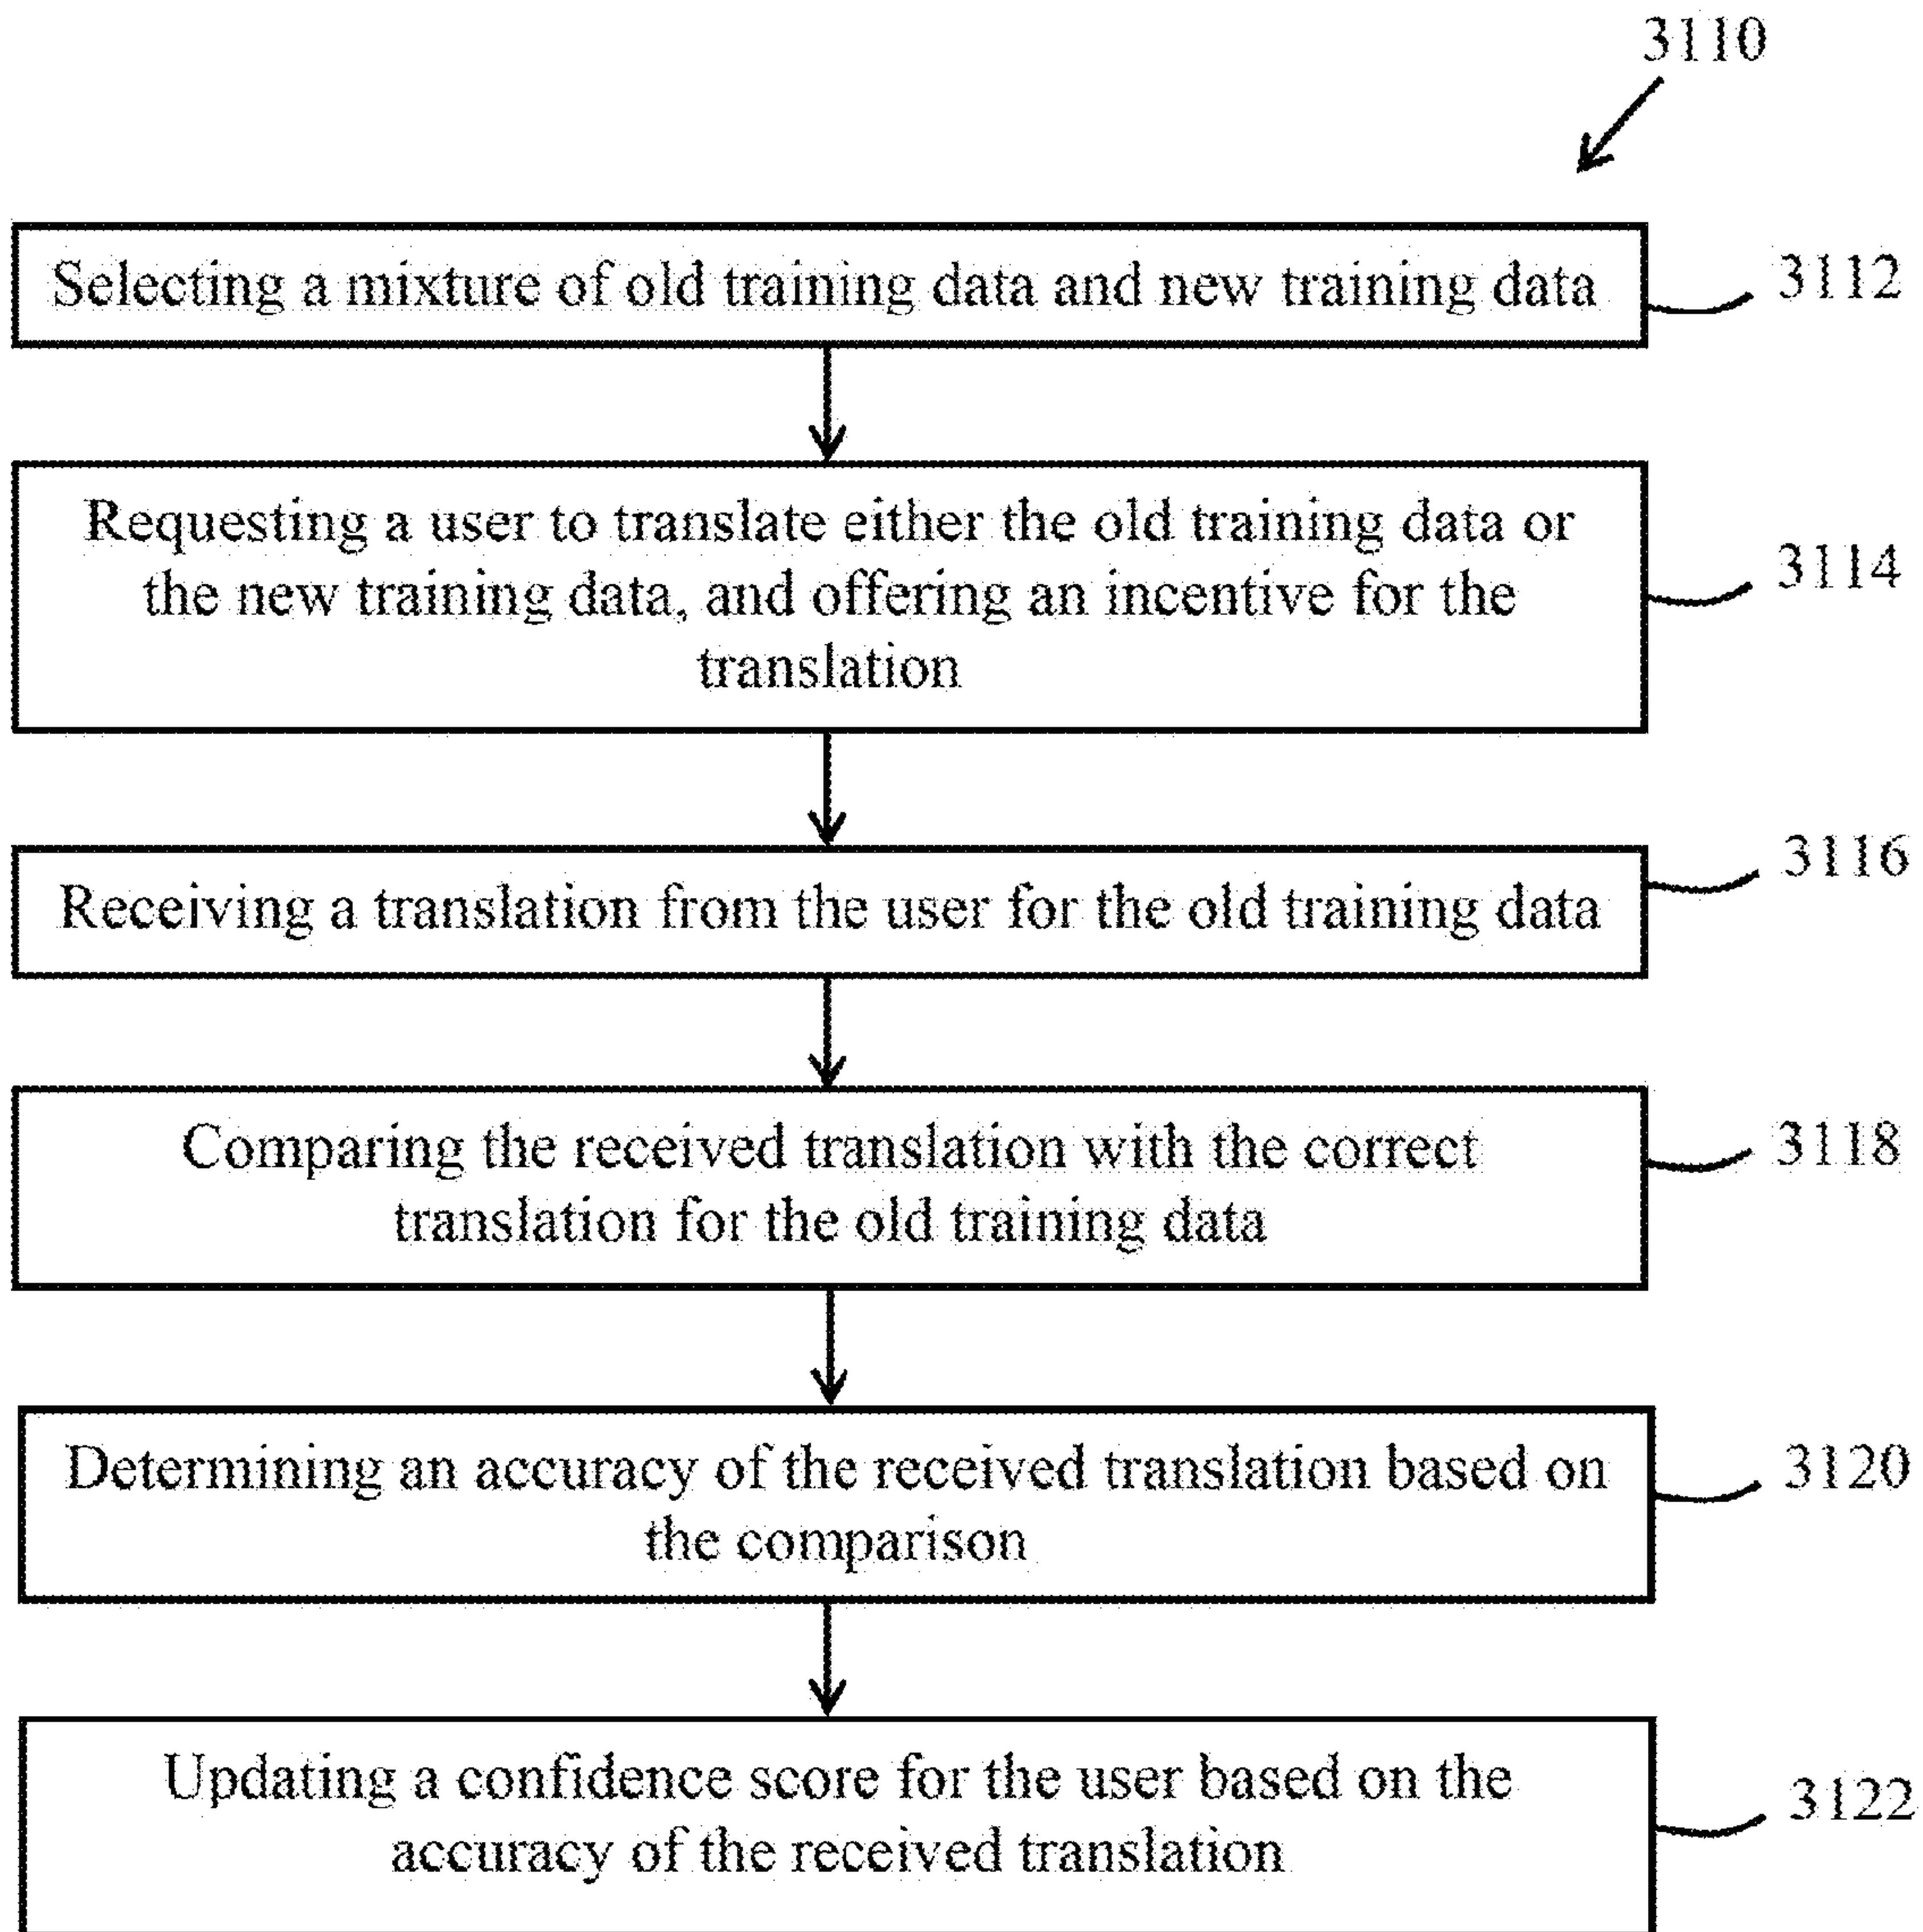 3110
Selecting a mixture of old training data and new training data
3112
Requesting a user to translate either the old training data or
the new training data, and offering an incentive for the
translation
3114
Receiving a translation from the user for the old training data
3116
Comparing the received translation with the correct
translation for the old training data
3118
Determining an accuracy of the received translation based on
the comparison
3120
Updating a confidence score for the user based on the
accuracy of the received translation
3122